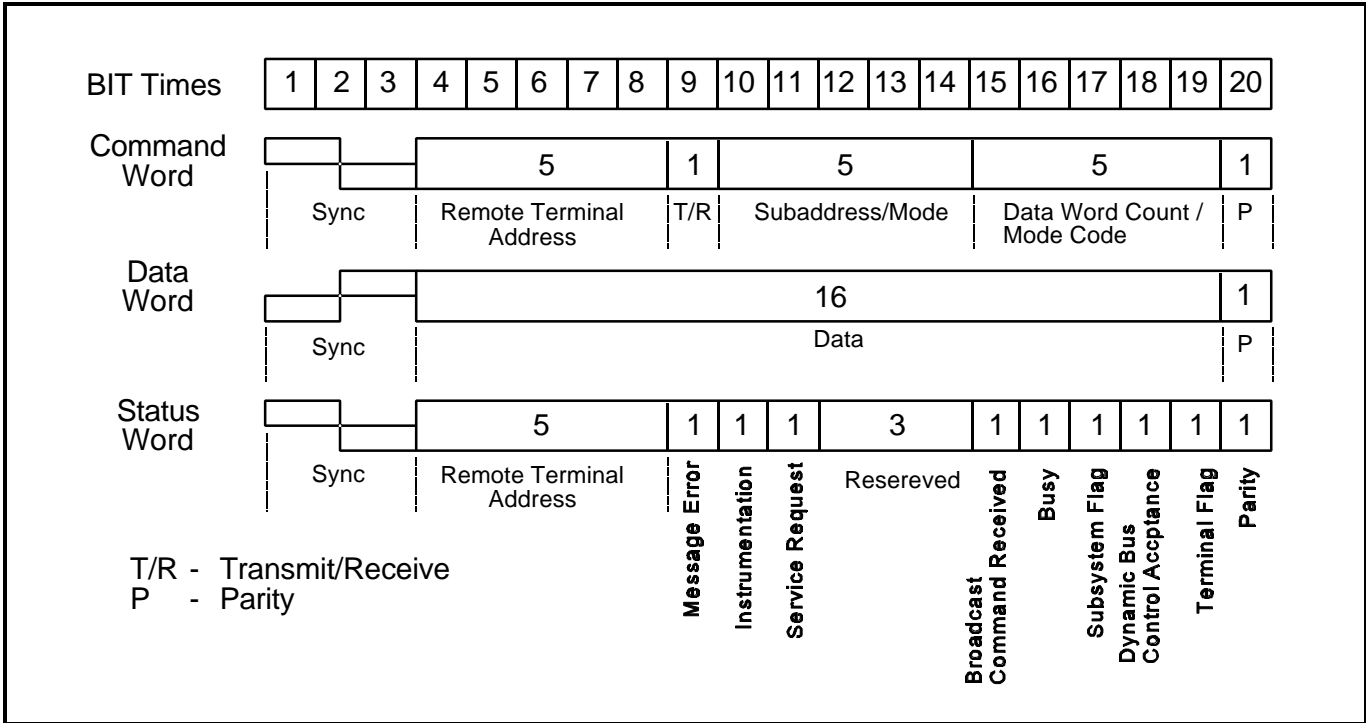 BIT Times 1 2 3 4 5 6 7 8 9 10 11 12 13 14 15 16 17 18 19 20
Command
Word
5 1 5 5 1
Sync
Remote Terminal
Address
T/R
Subaddress/Mode
Data Word Count /
Mode Code
P
Data
Word
16 1
Sync
Data
P
Status
Word
5 1 1 1 3 1 1 1 1 1 1
Sync
Remote Terminal
Address
Message Error
Instrumentation
Service Request
Resereved
Broadcast
Command Received
Busy
Subsystem Flag
Dynamic Bus
Control Accptance
Terminal Flag
Parity
T/R - Transmit/Receive
P - Parity